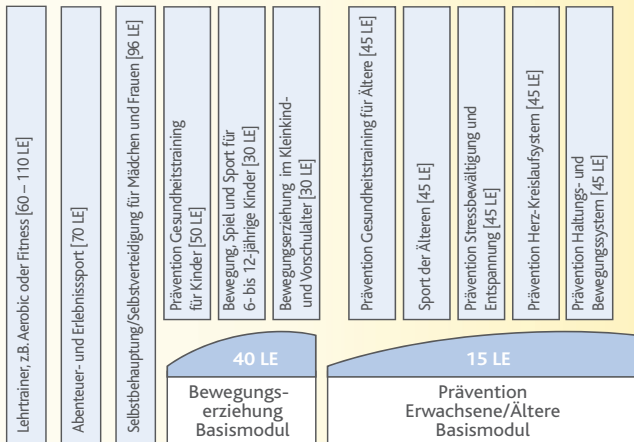 Lehrtrainer, z.B. Aerobic oder Fitness [60 – 110 LE]
Abenteuer- und Erlebnissport [70 LE]
Selbstbehauptung/Selbstverteidigung für Mädchen und Frauen [96 LE]
Prävention Gesundheitstraining
für Kinder [50 LE]
Bewegung, Spiel und Sport für
6- bis 12-jährige Kinder [30 LE]
Bewegungserziehung im Kleinkind-
und Vorschulalter [30 LE]
Prävention Gesundheitstraining für Ältere [45 LE]
Sport der Älteren [45 LE]
Prävention Stressbewältigung und
Entspannung [45 LE]
Prävention Herz-Kreislaufsystem [45 LE]
Prävention Haltungs- und
Bewegungssystem [45 LE]
40 LE
Bewegungs-
erziehung
Basismodul
15 LE
Prävention
Erwachsene/Ältere
Basismodul